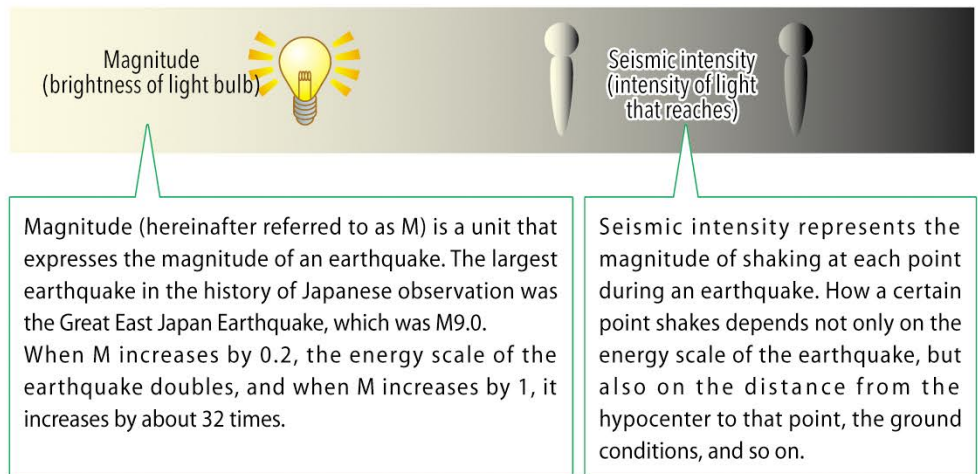 Magnitude
(brightness of light bulb)
Seismic intensity
(intensity of light
that reaches)
Magnitude (hereinafter referred to as M) is a unit that
expresses the magnitude of an earthquake. The largest
earthquake in the history of Japanese observation was
the Great East Japan Earthquake, which was M9.0.
When M increases by 0.2, the energy scale of the
earthquake doubles, and when M increases by 1, it
increases by about 32 times.
Seismic intensity represents the
magnitude of shaking at each point
during an earthquake. How a certain
point shakes depends not only on the
energy scale of the earthquake, but
also on the distance from the
hypocenter to that point, the ground
conditions, and so on.